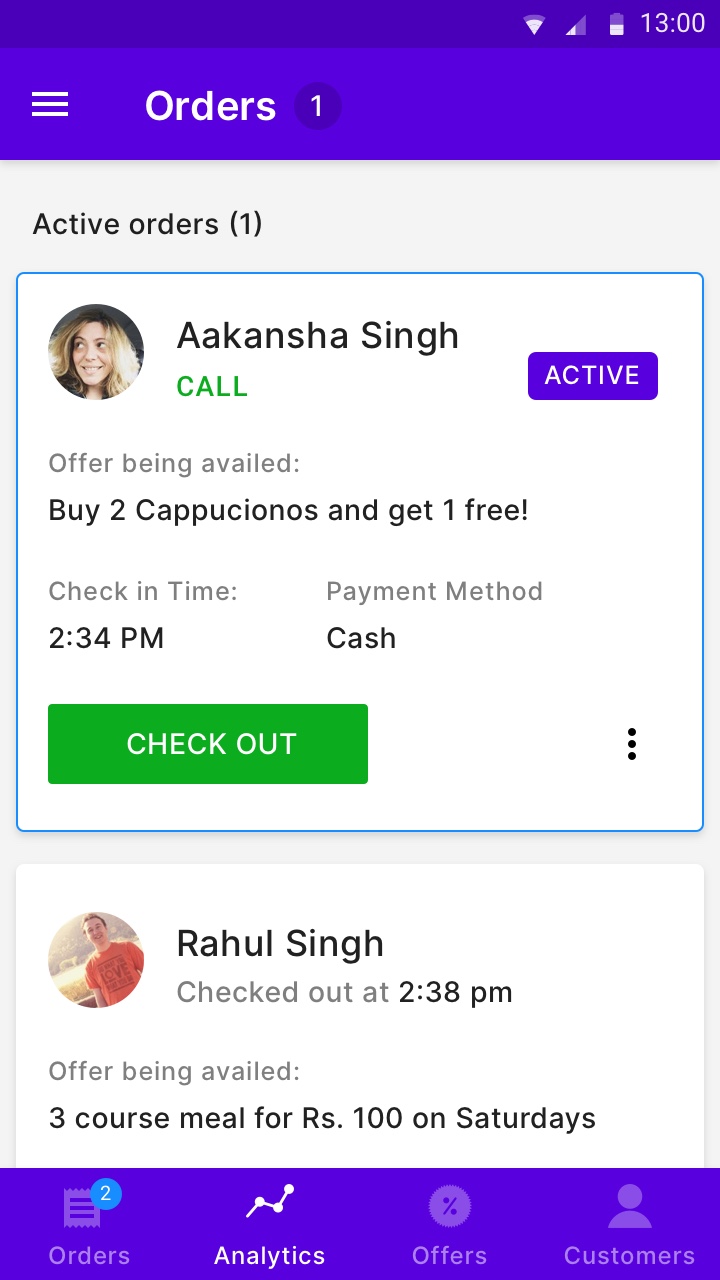 13:00
Orders 1
Active orders (1)
Aakansha Singh
CALL
ACTIVE
Offer being availed:
Buy 2 Cappucionos and get 1 free!
Check in Time: Payment Method
2:34 PM Cash
CHECK OUT
Rahul Singh
Checked out at 2:38 pm
Offer being availed:
3 course meal for Rs. 100 on Saturdays
2 %
Orders Analytics Offers Customers